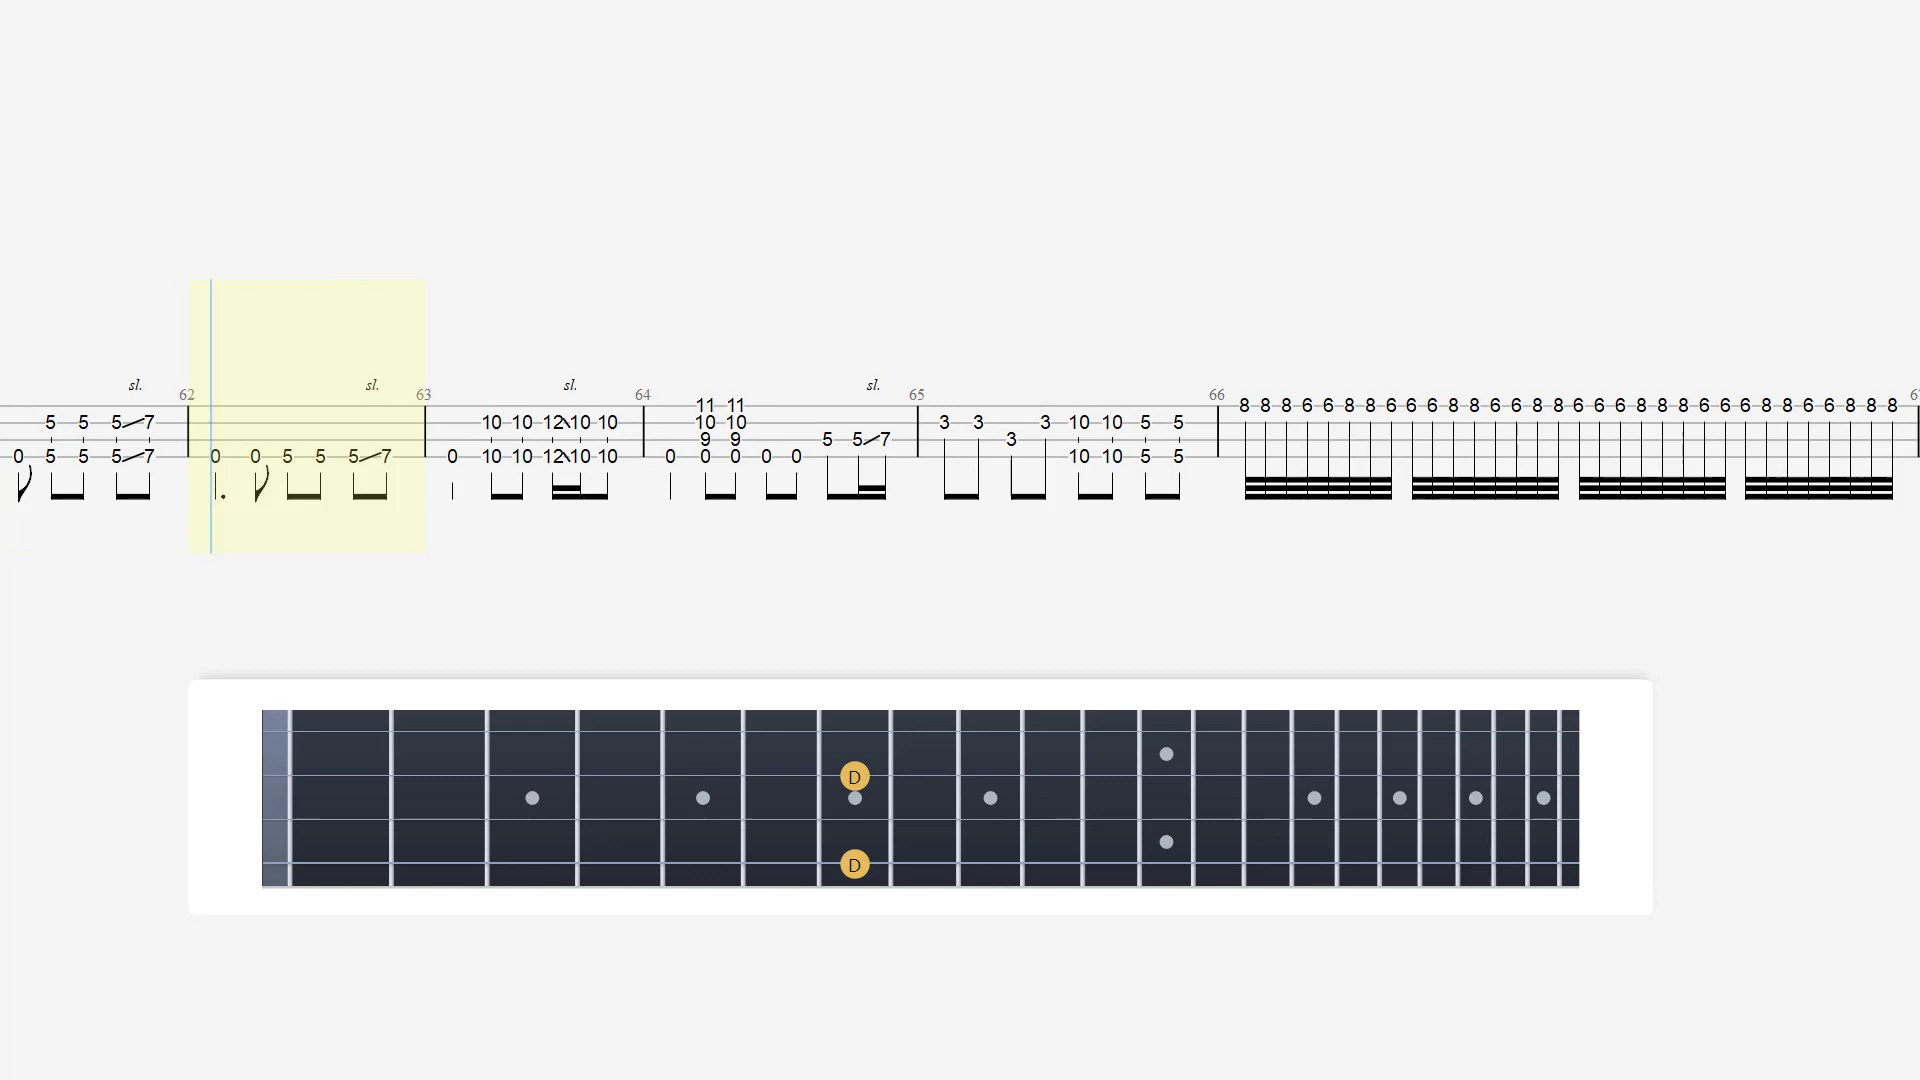 sl. sl. sl. sl.
62 63 64 65 66 6
11 11 8 8 8 6 6 8 8 6 6 6 8 8 6 6 8 8 6 6 6 8 8 8 6 6 6 8 8 6 6 8 8 8
5 5 5 7 10 10 12 10 10 10 10 3 3 3 10 10 5 5
9 9 5 5 7 3
0 5 5 5 7 0 0 5 5 5 7 0 10 10 12 10 10 0 0 0 0 0 10 10 5 5
D
D